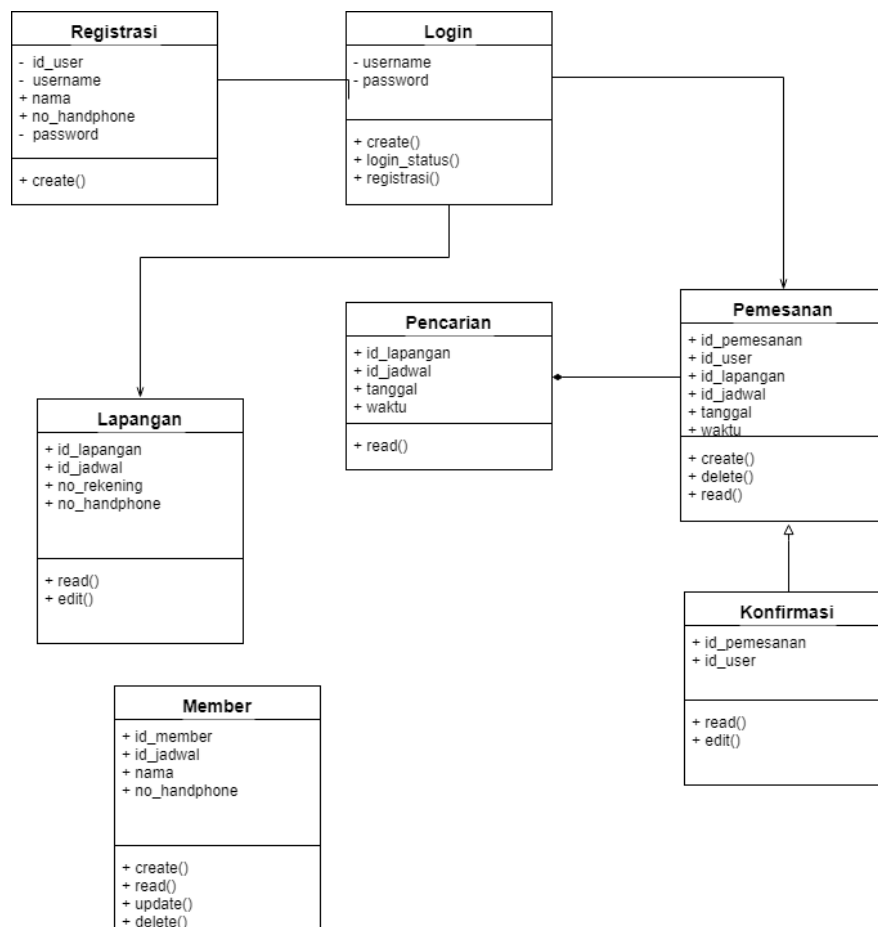 Registrasi
- id_user
- username
+ nama
+ no_handphone
- password
+ create()
Login
- username
- password
+ create()
+ login_status()
+ registrasi()
Pencarian
+ id_lapangan
+ id_jadwal
+ tanggal
+ waktu
+ read()
Pemesanan
+ id_pemesanan
+ id_user
+ id_lapangan
+ id_jadwal
+ tanggal
+ waktu
+ create()
+ delete()
+ read()
Lapangan
+ id_lapangan
+ id_jadwal
+ no_rekening
+ no_handphone
+ read()
+ edit()
Konfirmasi
+ id_pemesanan
+ id_user
+ read()
+ edit()
Member
+ id_member
+ id_jadwal
+ nama
+ no_handphone
+ create()
+ read()
+ update()
+ delete()